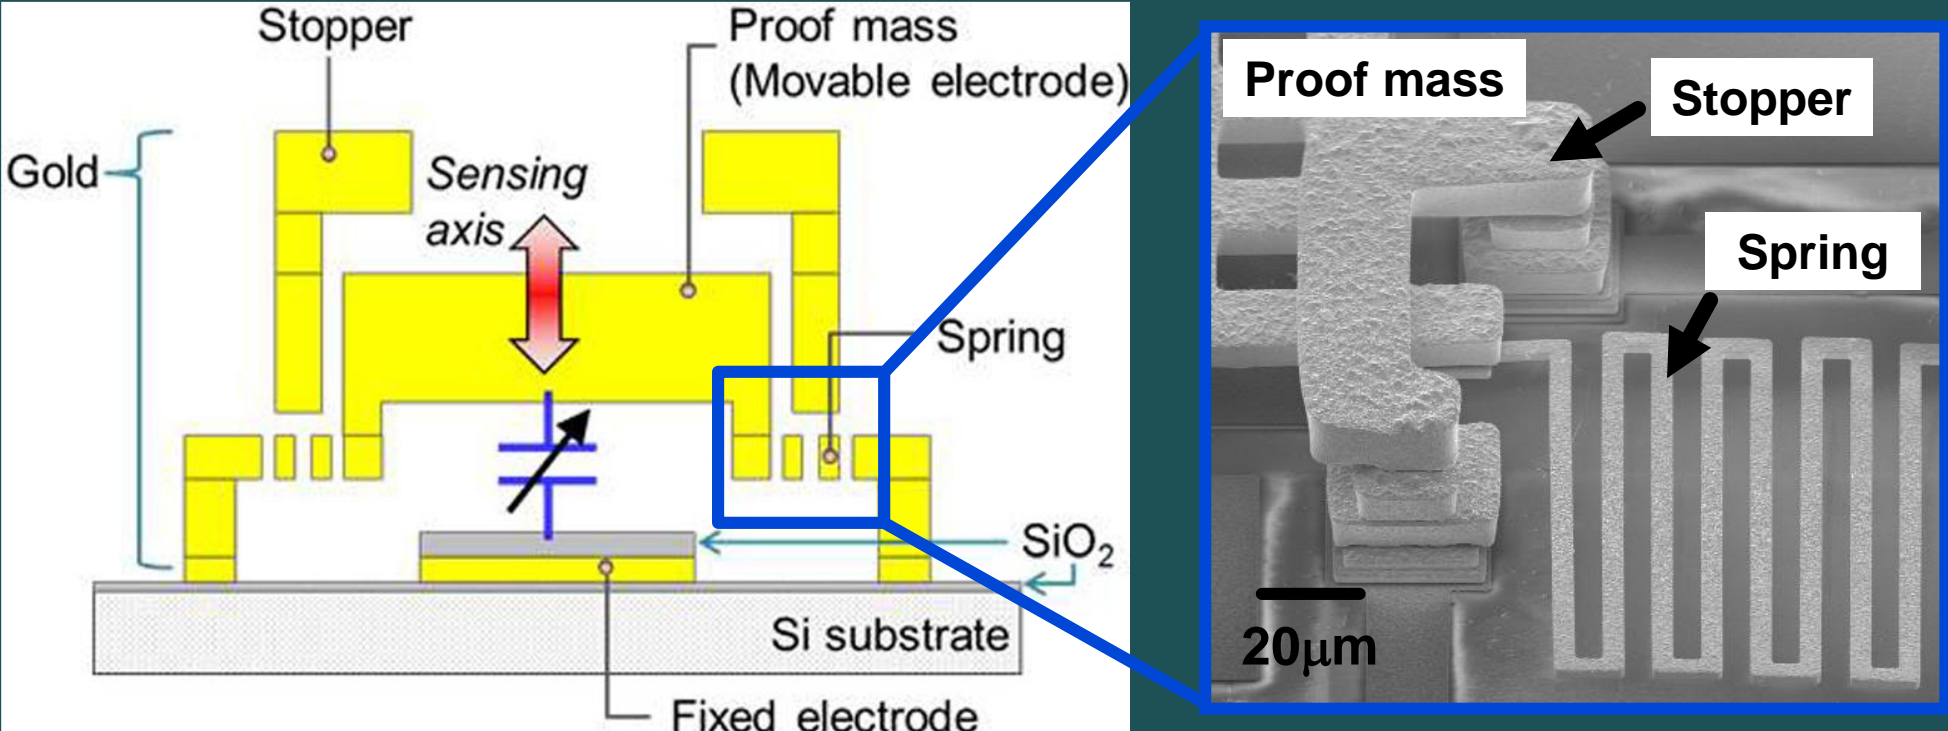 Stopper
Proof mass
(Movable electrode)
Gold
Sensing
axis
Spring
SiO₂
Si substrate
Fixed electrode
Proof mass
Stopper
Spring
20μm